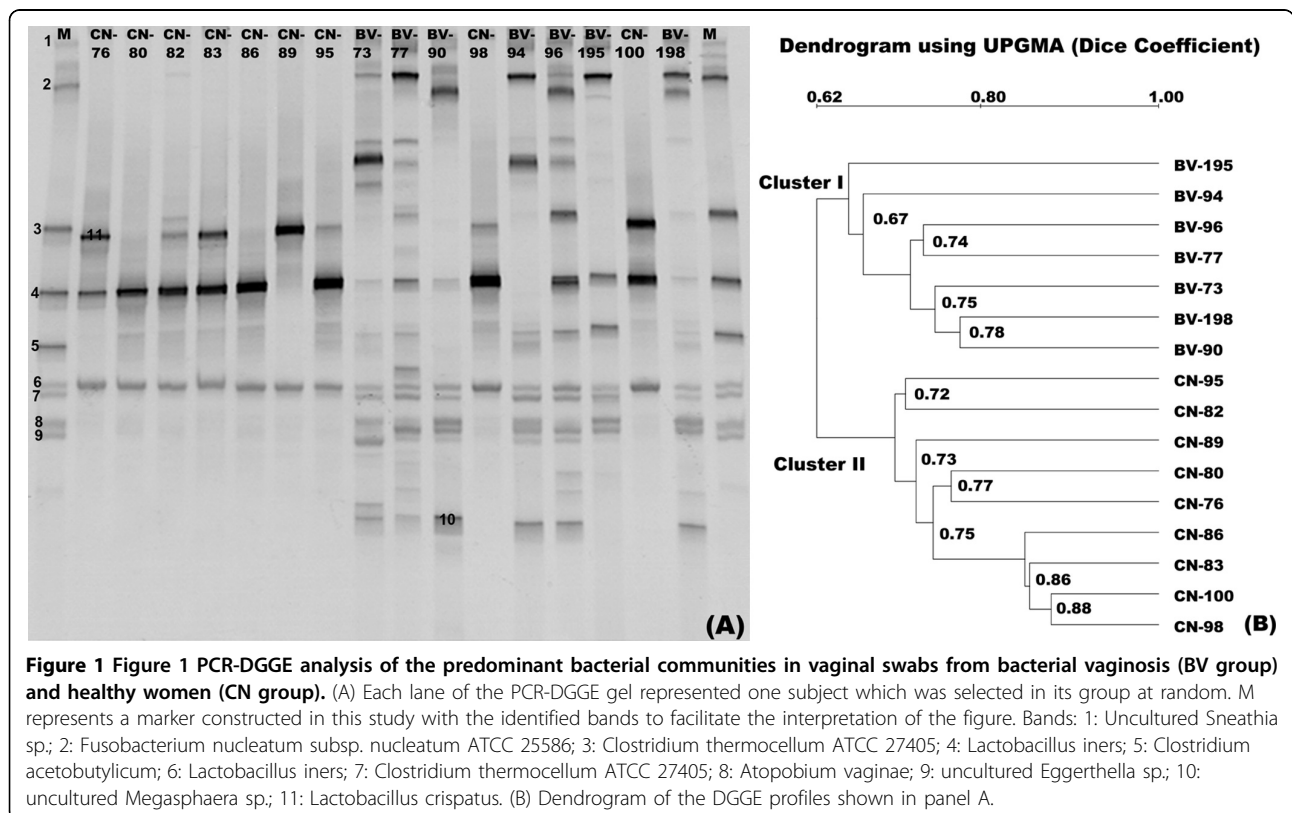 M CN-76 CN-80 CN-82 CN-83 CN-86 CN-89 CN-95 BV-73 BV-77 BV-90 CN-98 BV-94 BV-96 BV-195 CN-100 BV-198 M
1
2
3
11
4
5
6
7
8
9
10
(A)
Dendrogram using UPGMA (Dice Coefficient)
0.62 0.80 1.00
BV-195
Cluster I
BV-94
0.67
BV-96
0.74
BV-77
BV-73
0.75
BV-198
0.78
BV-90
CN-95
0.72
CN-82
CN-89
Cluster II
0.73
CN-80
0.77
CN-76
0.75
CN-86
CN-83
0.86
CN-100
0.88
CN-98
(B)
Figure 1 Figure 1 PCR-DGGE analysis of the predominant bacterial communities in vaginal swabs from bacterial vaginosis (BV group)
and healthy women (CN group). (A) Each lane of the PCR-DGGE gel represented one subject which was selected in its group at random. M
represents a marker constructed in this study with the identified bands to facilitate the interpretation of the figure. Bands: 1: Uncultured Sneathia
sp.; 2: Fusobacterium nucleatum subsp. nucleatum ATCC 25586; 3: Clostridium thermocellum ATCC 27405; 4: Lactobacillus iners; 5: Clostridium
acetobutylicum; 6: Lactobacillus iners; 7: Clostridium thermocellum ATCC 27405; 8: Atopobium vaginae; 9: uncultured Eggerthella sp.; 10:
uncultured Megasphaera sp.; 11: Lactobacillus crispatus. (B) Dendrogram of the DGGE profiles shown in panel A.